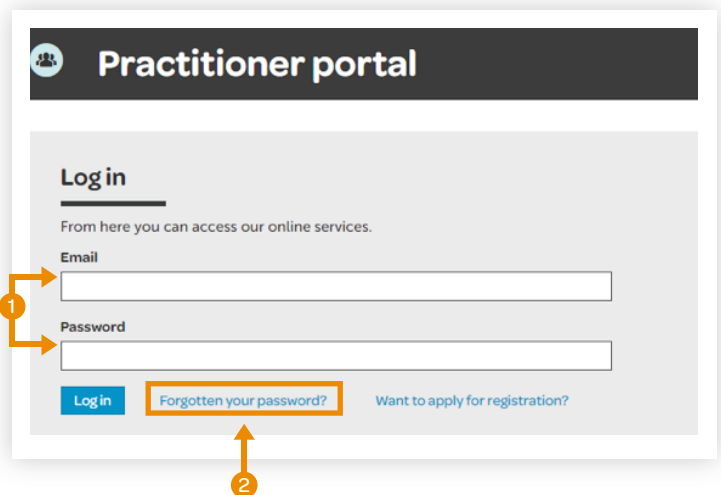 Practitioner portal
Log in
From here you can access our online services.
Email
1
Password
Log in Forgotten your password? Want to apply for registration?
2